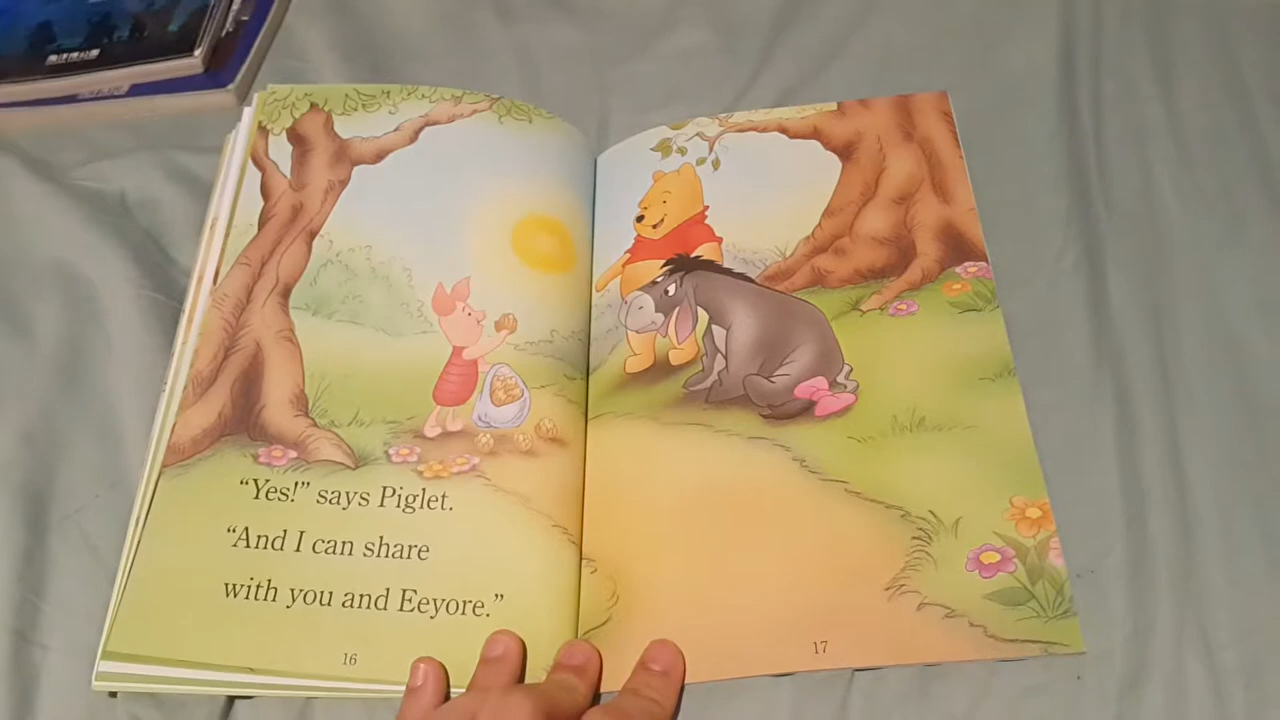 “Yes!” says Piglet.
“And I can share
with you and Eeyore.”
16
17